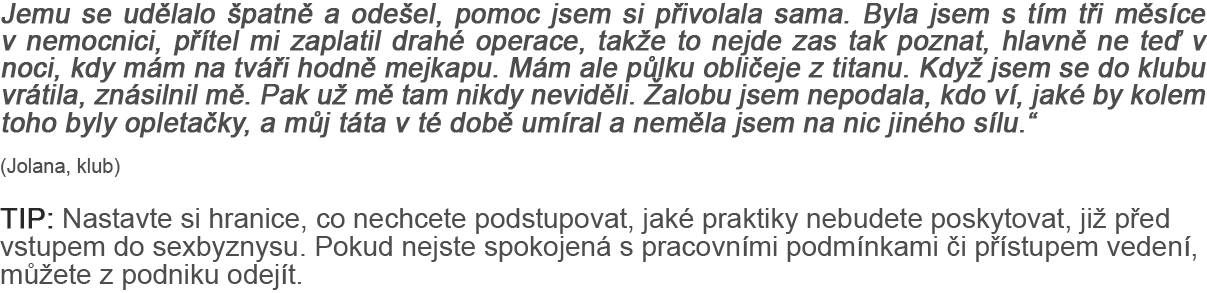 Jemu se udělalo špatně a odešel, pomoc jsem si přivolala sama. Byla jsem s tím tři měsíce
v nemocnici, přítel mi zaplatil drahé operace, takže to nejde zas tak poznat, hlavně ne teď v
noci, kdy mám na tváři hodně mejkapu. Mám ale půlku obličeje z titanu. Když jsem se do klubu
vrátila, znásilnil mě. Pak už mě tam nikdy neviděli. Žalobu jsem nepodala, kdo ví, jaké by kolem
toho byly opletačky, a můj táta v té době umíral a neměla jsem na nic jiného sílu.“
(Jolana, klub)
TIP: Nastavte si hranice, co nechcete podstupovat, jaké praktiky nebudete poskytovat, již před
vstupem do sexbyznysu. Pokud nejste spokojená s pracovními podmínkami či přístupem vedení,
můžete z podniku odejít.